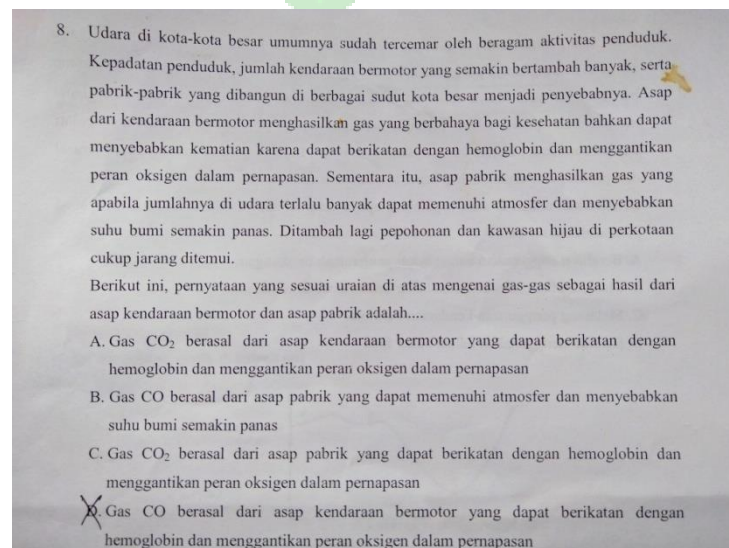 8. Udara di kota-kota besar umumnya sudah tercemar oleh beragam aktivitas penduduk.
Kepadatan penduduk, jumlah kendaraan bermotor yang semakin bertambah banyak, serta
pabrik-pabrik yang dibangun di berbagai sudut kota besar menjadi penyebabnya. Asap
dari kendaraan bermotor menghasilkan gas yang berbahaya bagi kesehatan bahkan dapat
menyebabkan kematian karena dapat berikatan dengan hemoglobin dan menggantikan
peran oksigen dalam pernapasan. Sementara itu, asap pabrik menghasilkan gas yang
apabila jumlahnya di udara terlalu banyak dapat memenuhi atmosfer dan menyebabkan
suhu bumi semakin panas. Ditambah lagi pepohonan dan kawasan hijau di perkotaan
cukup jarang ditemui.
Berikut ini, pernyataan yang sesuai uraian di atas mengenai gas-gas sebagai hasil dari
asap kendaraan bermotor dan asap pabrik adalah....
A. Gas CO₂ berasal dari asap kendaraan bermotor yang dapat berikatan dengan
hemoglobin dan menggantikan peran oksigen dalam pernapasan
B. Gas CO berasal dari asap pabrik yang dapat memenuhi atmosfer dan menyebabkan
suhu bumi semakin panas
C. Gas CO₂ berasal dari asap pabrik yang dapat berikatan dengan hemoglobin dan
menggantikan peran oksigen dalam pernapasan
D. Gas CO berasal dari asap kendaraan bermotor yang dapat berikatan dengan
hemoglobin dan menggantikan peran oksigen dalam pernapasan